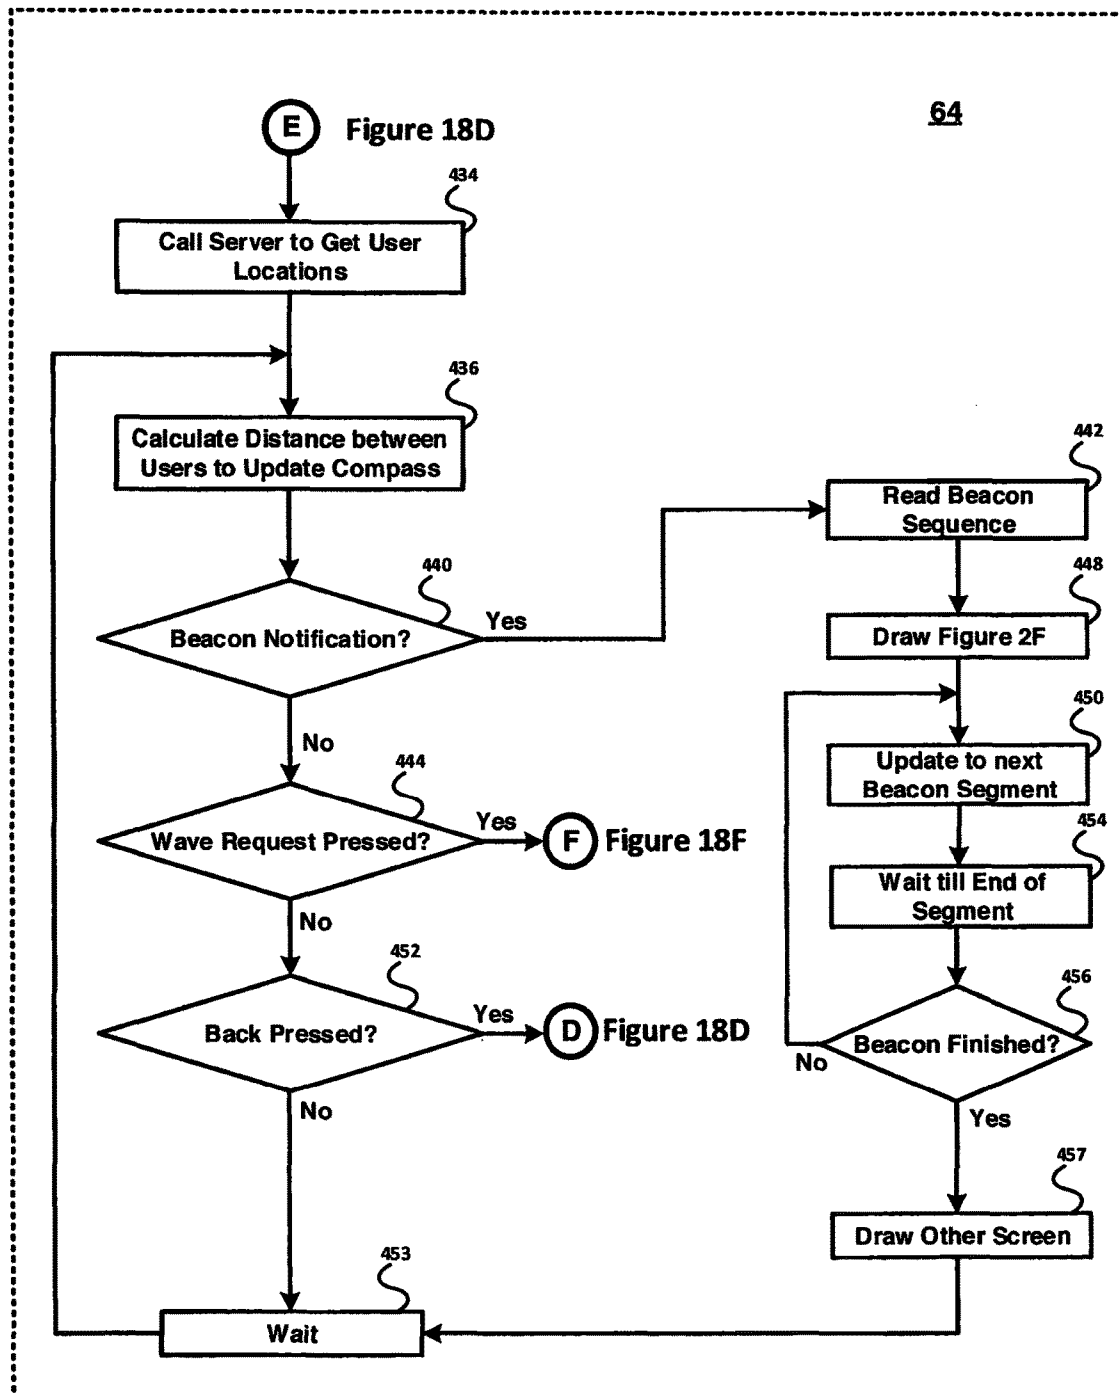 64
E Figure 18D
434
Call Server to Get User
Locations
436
Calculate Distance between
Users to Update Compass
440
Beacon Notification?
Yes
No
444
Wave Request Pressed?
Yes
F Figure 18F
No
452
Back Pressed?
Yes
D Figure 18D
No
453
Wait
442
Read Beacon
Sequence
448
Draw Figure 2F
450
Update to next
Beacon Segment
454
Wait till End of
Segment
456
Beacon Finished?
No
Yes
457
Draw Other Screen